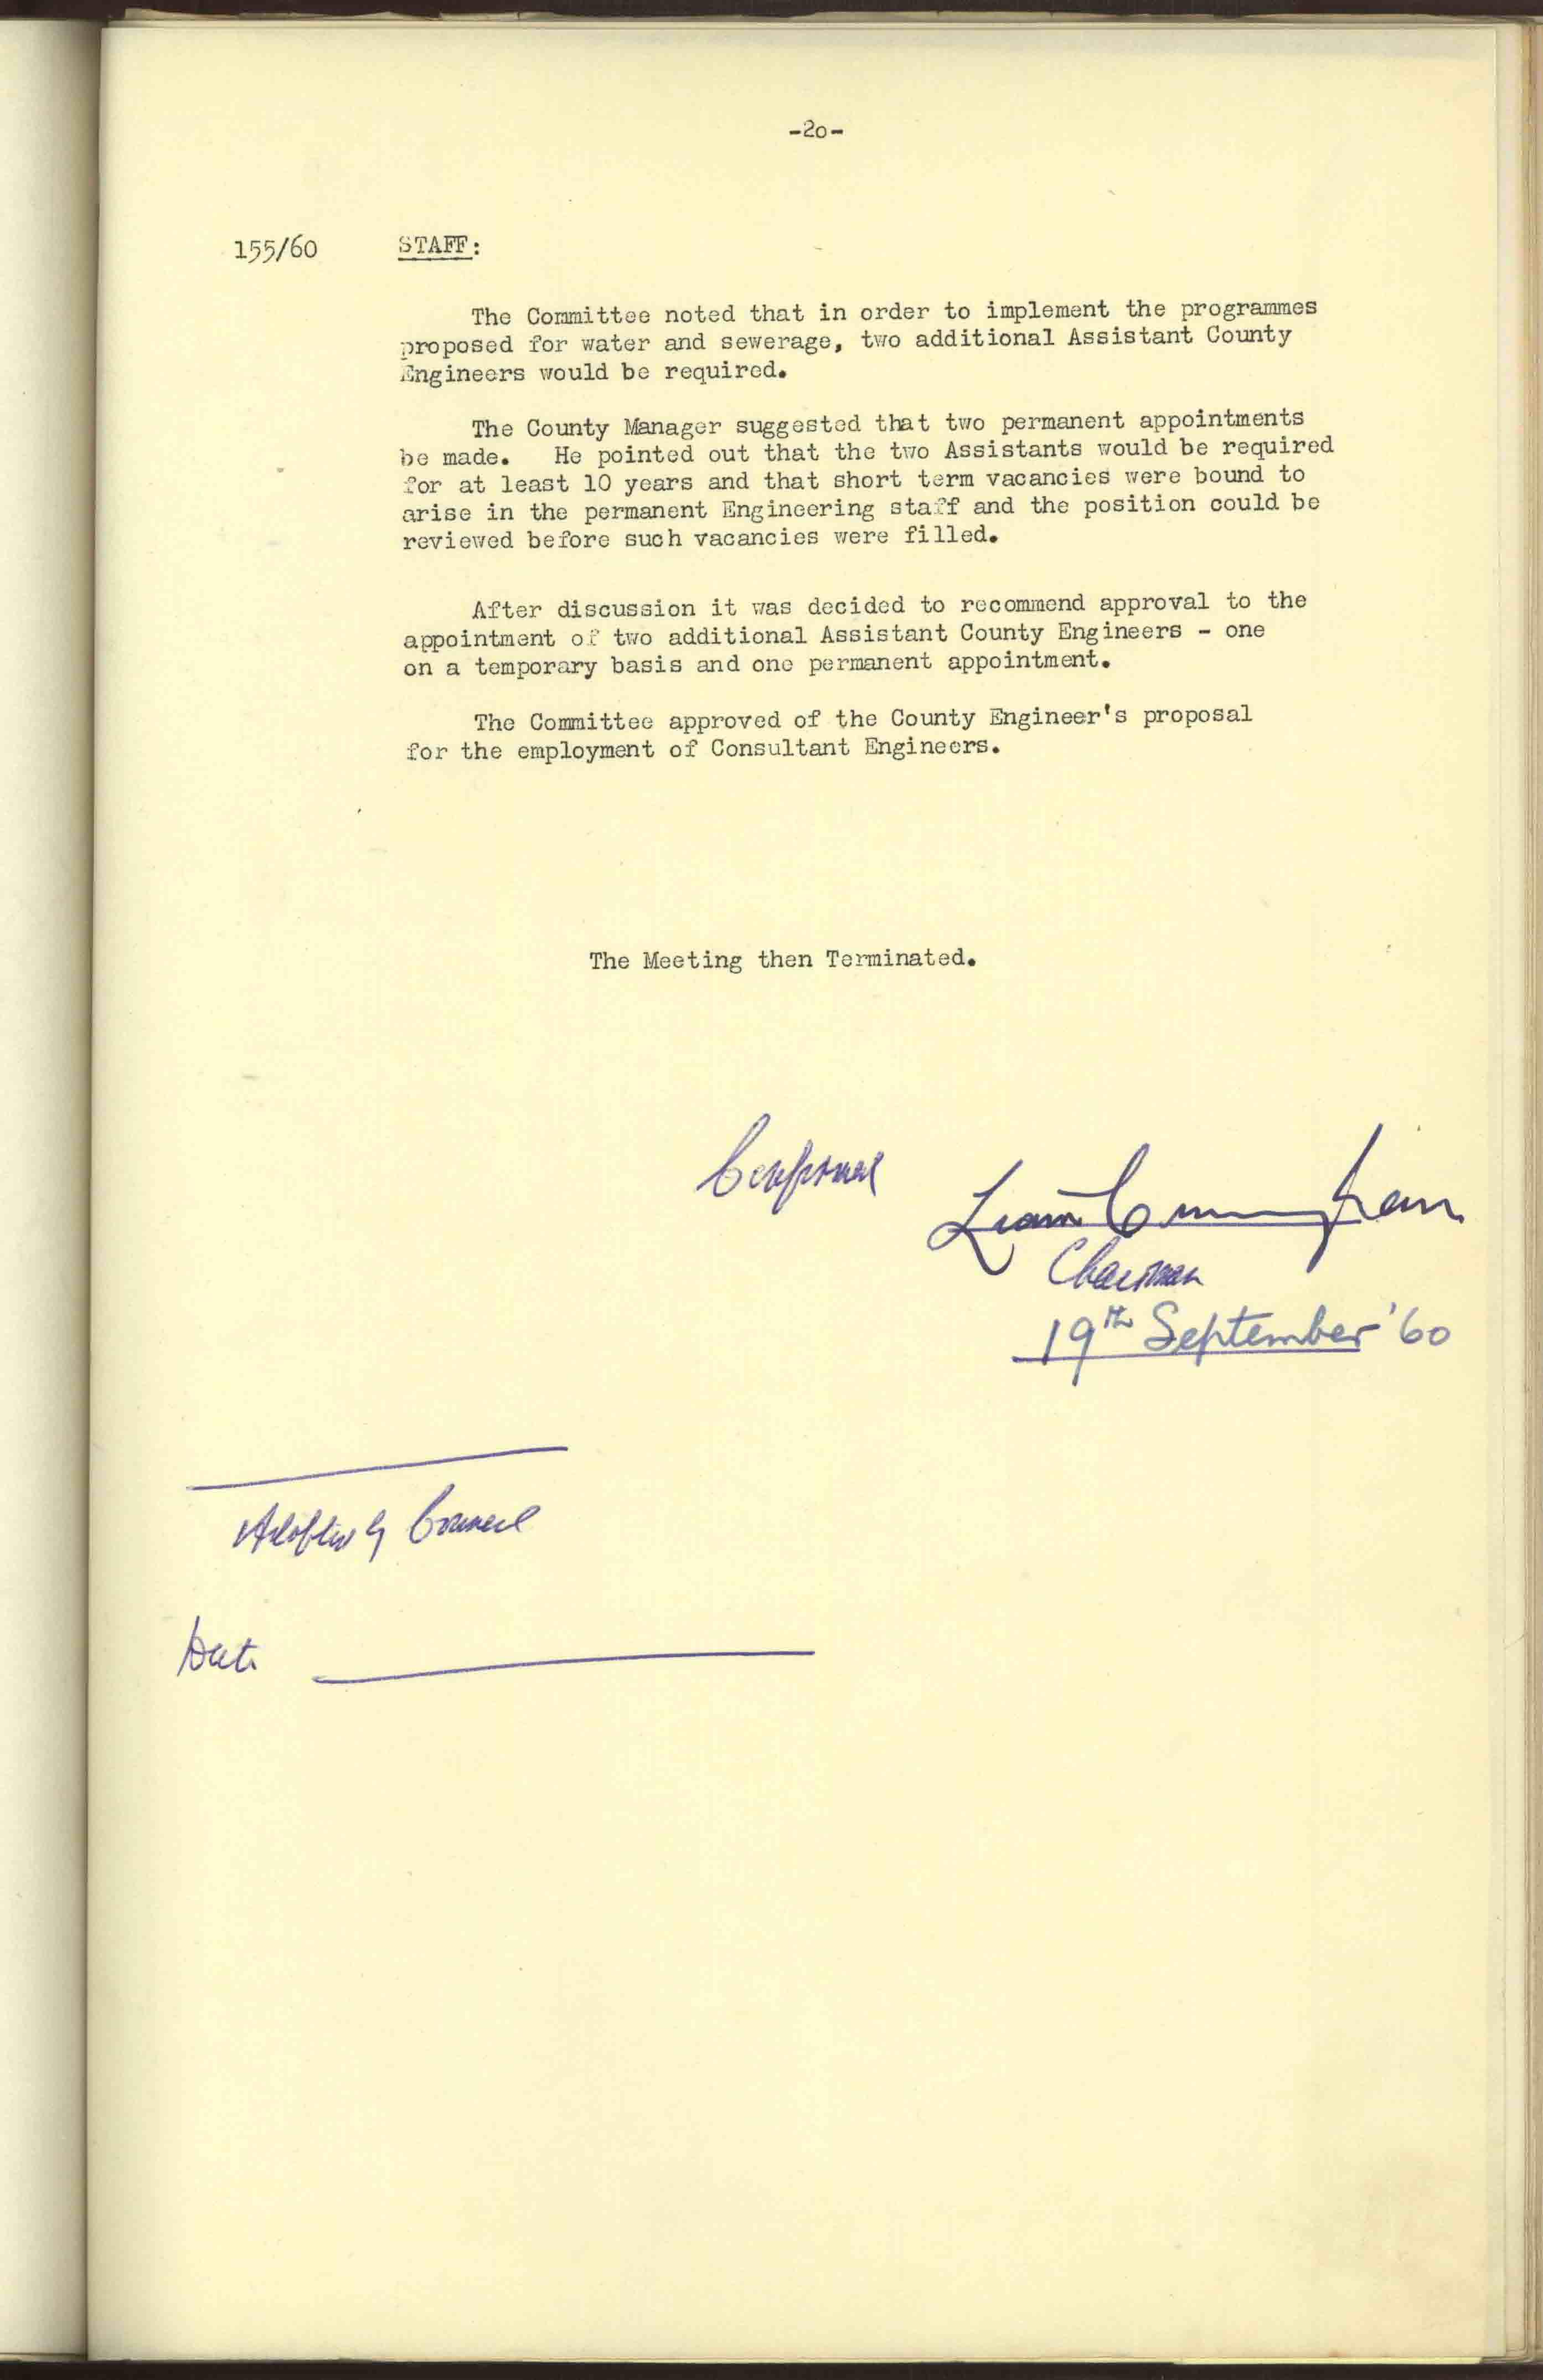 -20-
155/60 STAFF:
The Committee noted that in order to implement the programmes
proposed for water and sewerage, two additional Assistant County
Engineers would be required.
The County Manager suggested that two permanent appointments
be made. He pointed out that the two Assistants would be required
for at least 10 years and that short term vacancies were bound to
arise in the permanent Engineering staff and the position could be
reviewed before such vacancies were filled.
After discussion it was decided to recommend approval to the
appointment of two additional Assistant County Engineers - one
on a temporary basis and one permanent appointment.
The Committee approved of the County Engineer's proposal
for the employment of Consultant Engineers.
The Meeting then Terminated.
Confirmed
Liam Cunningham
Chairman
19th September '60
Adopted by Council
Date